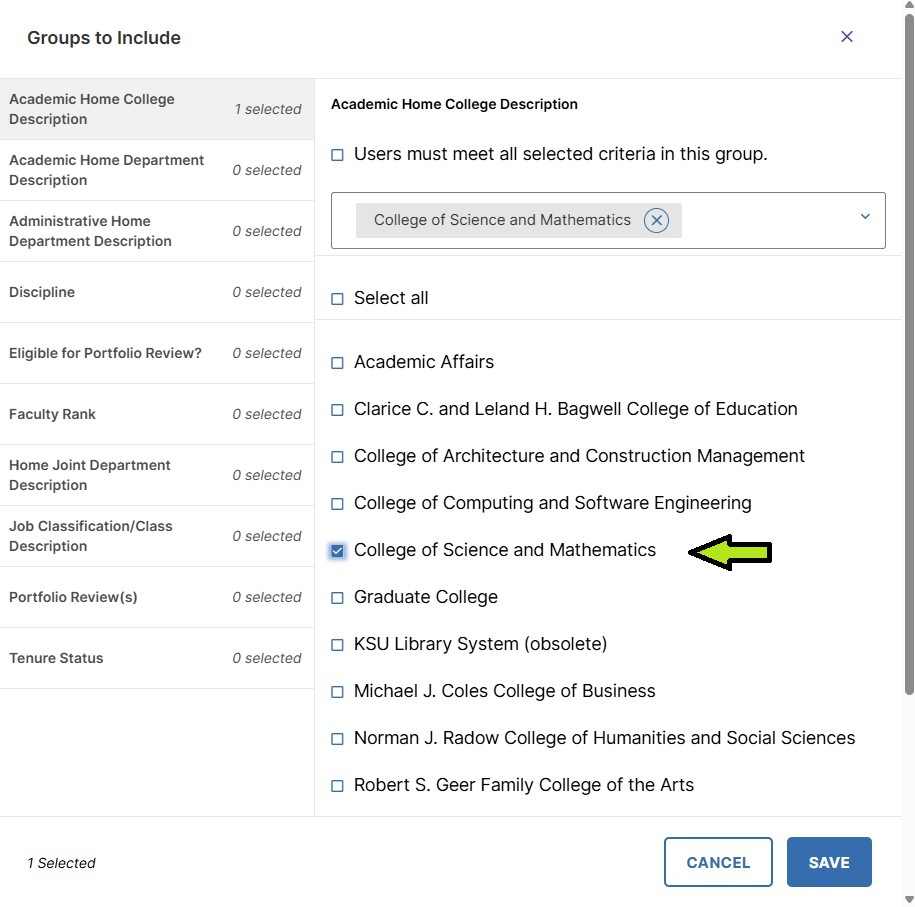 Groups to Include
Academic Home College
Description
1 selected
Academic Home Department
Description
0 selected
Administrative Home
Department Description
0 selected
Discipline
0 selected
Eligible for Portfolio Review?
0 selected
Faculty Rank
0 selected
Home Joint Department
Description
0 selected
Job Classification/Class
Description
0 selected
Portfolio Review(s)
0 selected
Tenure Status
0 selected
Academic Home College Description
Users must meet all selected criteria in this group.
College of Science and Mathematics
Select all
Academic Affairs
Clarice C. and Leland H. Bagwell College of Education
College of Architecture and Construction Management
College of Computing and Software Engineering
College of Science and Mathematics
Graduate College
KSU Library System (obsolete)
Michael J. Coles College of Business
Norman J. Radow College of Humanities and Social Sciences
Robert S. Geer Family College of the Arts
1 Selected
CANCEL
SAVE